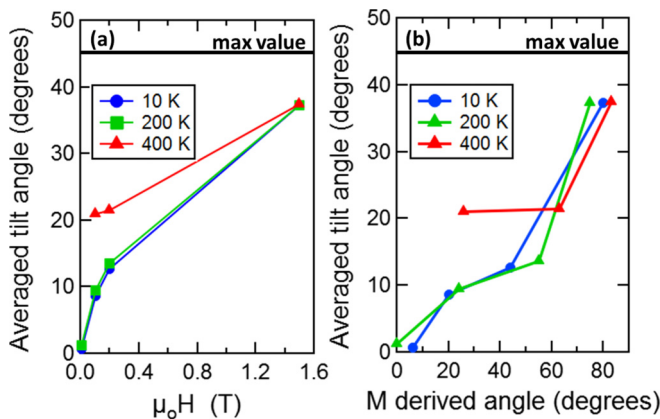 (a) max value
10 K
200 K
400 K
Averaged tilt angle (degrees)
50
40
30
20
10
0
0.0 0.4 0.8 1.2 1.6
μ₀H (T)
(b) max value
10 K
200 K
400 K
Averaged tilt angle (degrees)
50
40
30
20
10
0
0 20 40 60 80
M derived angle (degrees)